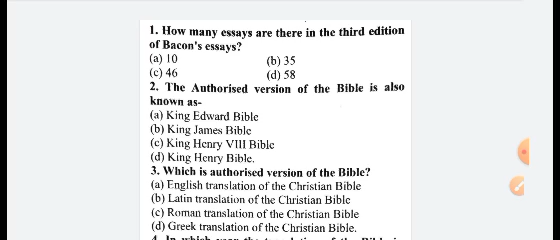 1. How many essays are there in the third edition
of Bacon's essays?
(a) 10 (b) 35
(c) 46 (d) 58
2. The Authorised version of the Bible is also
known as-
(a) King Edward Bible
(b) King James Bible
(c) King Henry VIII Bible
(d) King Henry Bible.
3. Which is authorised version of the Bible?
(a) English translation of the Christian Bible
(b) Latin translation of the Christian Bible
(c) Roman translation of the Christian Bible
(d) Greek translation of the Christian Bible.